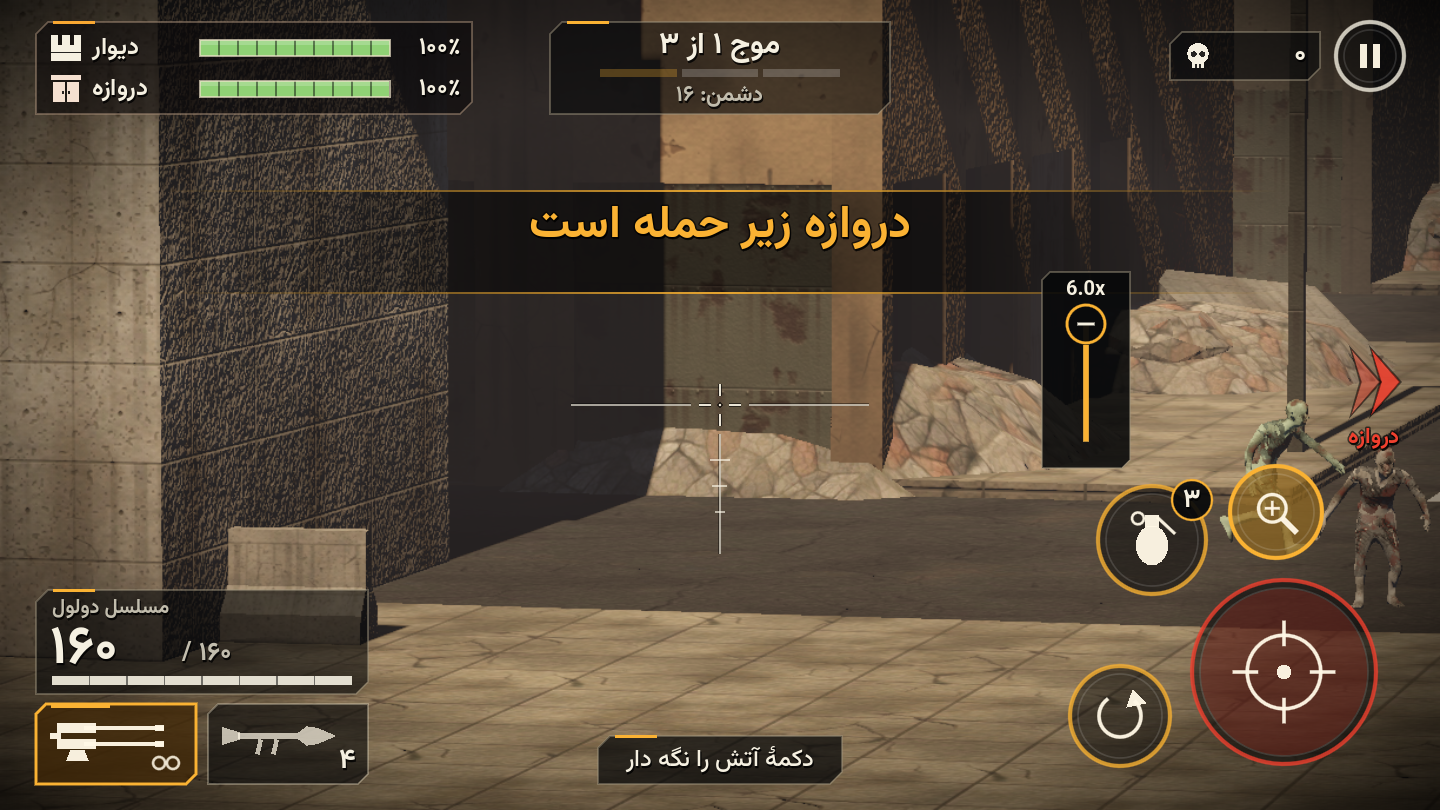 دیوار ۱۰۰٪
دروازه ۱۰۰٪
موج ۱ از ۳
دشمن: ۱۶
۰
دروازه زیر حمله است
6.0x
دروازه
۳
مسلسل دولول
۱۶۰ / ۱۶۰
∞
۴
دکمهٔ آتش را نگه دار